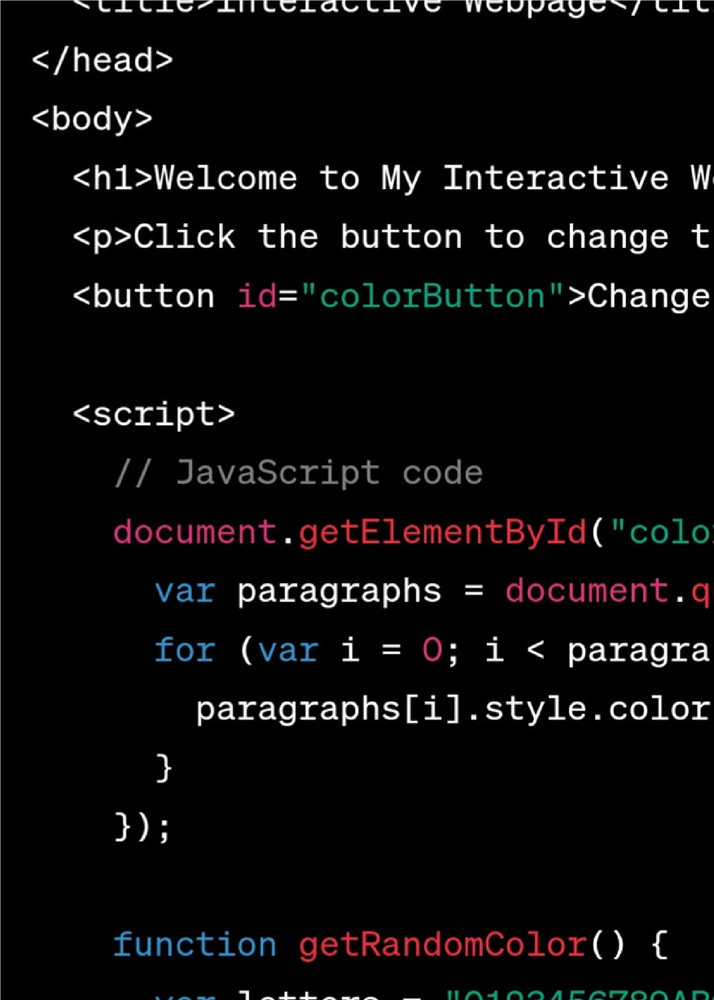 <title>Interactive Webpage</tit
</head>
<body>
<h1>Welcome to My Interactive W
<p>Click the button to change t
<button id="colorButton">Change
<script>
// JavaScript code
document.getElementById("colo
var paragraphs = document.q
for (var i = 0; i < paragra
paragraphs[i].style.color
}
});
function getRandomColor() {
var letters = "0123456789AB